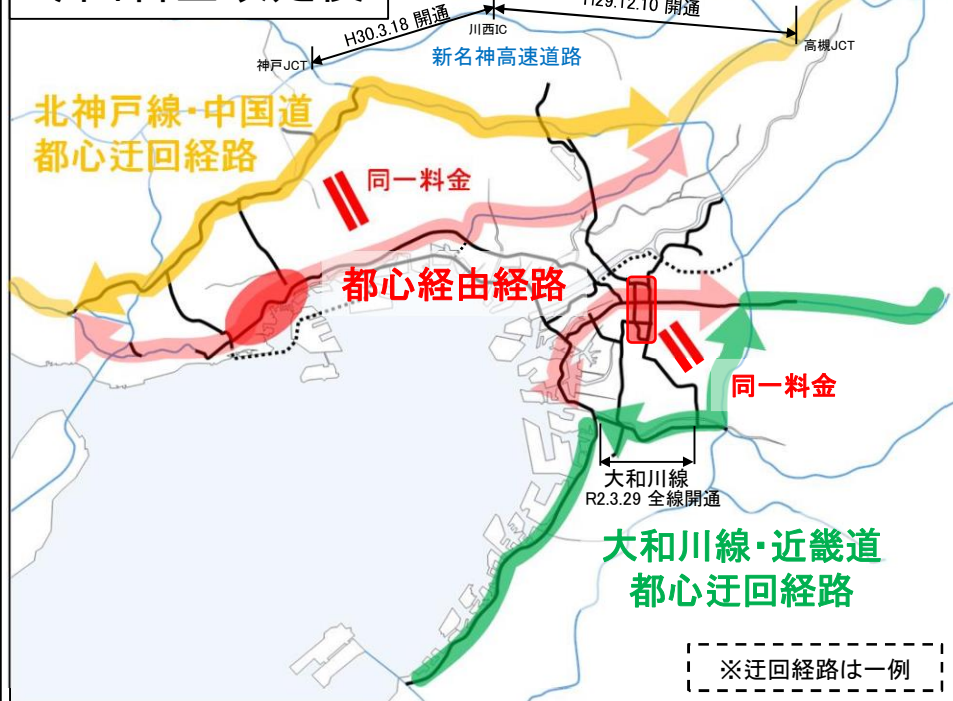 H30.3.18 開通
H29.12.10 開通
川西IC
神戸JCT
新名神高速道路
高槻JCT
北神戸線・中国道
都心迂回経路
同一料金
都心経由経路
同一料金
大和川線
R2.3.29 全線開通
大和川線・近畿道
都心迂回経路
※迂回経路は一例